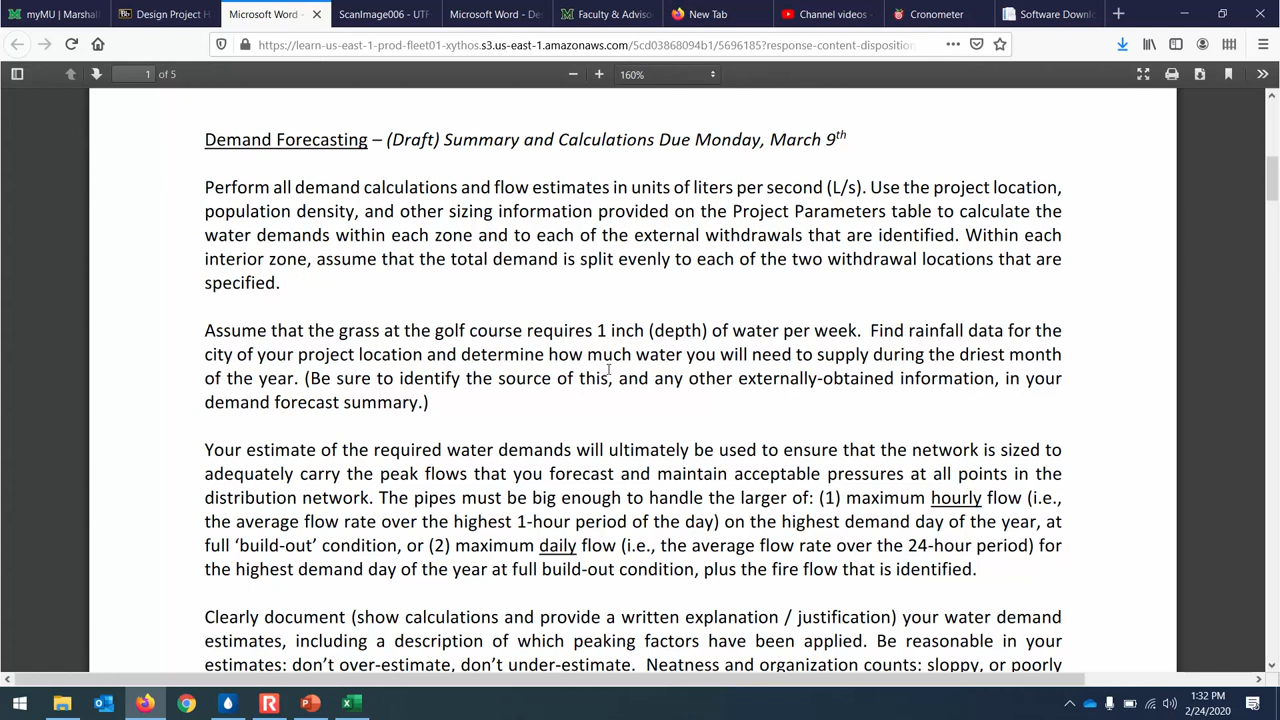 myMU | Marshall
Design Project H
Microsoft Word -
ScanImage006 - UTF
Microsoft Word - De
Faculty & Adviso
New Tab
Channel videos -
Cronometer
Software Downl
https://learn-us-east-1-prod-fleet01-xythos.s3.us-east-1.amazonaws.com/5cd03868094b1/5696185?response-content-disposition
1 of 5
160%
Demand Forecasting – (Draft) Summary and Calculations Due Monday, March 9th
Perform all demand calculations and flow estimates in units of liters per second (L/s). Use the project location,
population density, and other sizing information provided on the Project Parameters table to calculate the
water demands within each zone and to each of the external withdrawals that are identified. Within each
interior zone, assume that the total demand is split evenly to each of the two withdrawal locations that are
specified.
Assume that the grass at the golf course requires 1 inch (depth) of water per week. Find rainfall data for the
city of your project location and determine how much water you will need to supply during the driest month
of the year. (Be sure to identify the source of this, and any other externally-obtained information, in your
demand forecast summary.)
Your estimate of the required water demands will ultimately be used to ensure that the network is sized to
adequately carry the peak flows that you forecast and maintain acceptable pressures at all points in the
distribution network. The pipes must be big enough to handle the larger of: (1) maximum hourly flow (i.e.,
the average flow rate over the highest 1-hour period of the day) on the highest demand day of the year, at
full ‘build-out’ condition, or (2) maximum daily flow (i.e., the average flow rate over the 24-hour period) for
the highest demand day of the year at full build-out condition, plus the fire flow that is identified.
Clearly document (show calculations and provide a written explanation / justification) your water demand
estimates, including a description of which peaking factors have been applied. Be reasonable in your
estimates: don’t over-estimate, don’t under-estimate. Neatness and organization counts: sloppy, or poorly
1:32 PM
2/24/2020